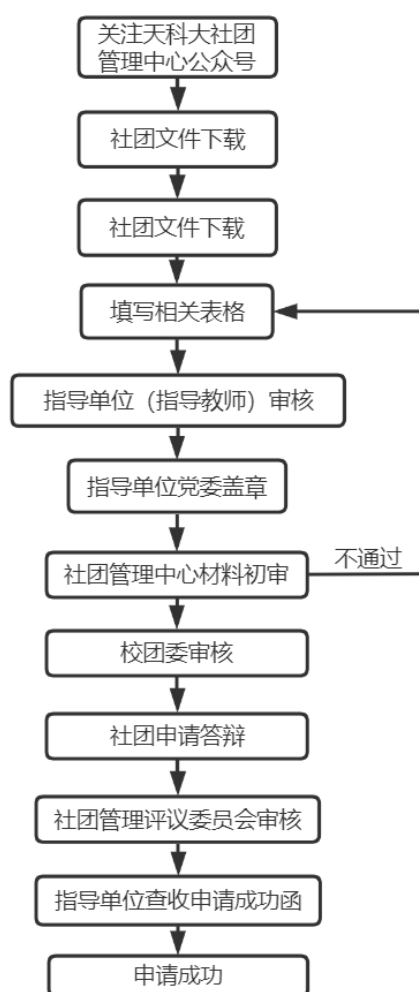 关注天科大社团
管理中心公众号
社团文件下载
社团文件下载
填写相关表格
指导单位（指导教师）审核
指导单位党委盖章
不通过
社团管理中心材料初审
校团委审核
社团申请答辩
社团管理评议委员会审核
指导单位查收申请成功函
申请成功